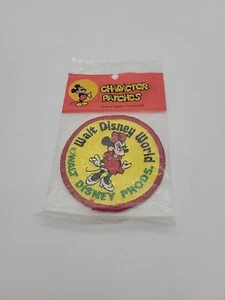 CHARACTER
PATCHES
Walt Disney World
©WALT DISNEY PRODS.